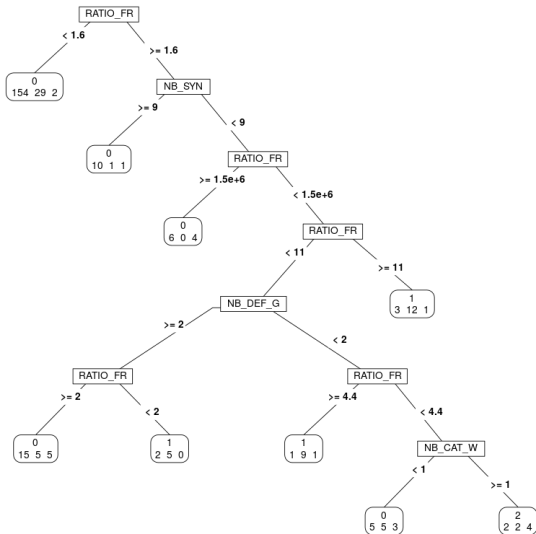 RATIO_FR
< 1.6
>= 1.6
0
154 29 2
NB_SYN
>= 9
< 9
0
10 1 1
RATIO_FR
>= 1.5e+6
< 1.5e+6
0
6 0 4
RATIO_FR
< 11
>= 11
1
3 12 1
NB_DEF_G
>= 2
< 2
RATIO_FR
RATIO_FR
>= 2
< 2
>= 4.4
< 4.4
0
15 5 5
1
2 5 0
1
1 9 1
NB_CAT_W
< 1
>= 1
0
5 5 3
2
2 2 4